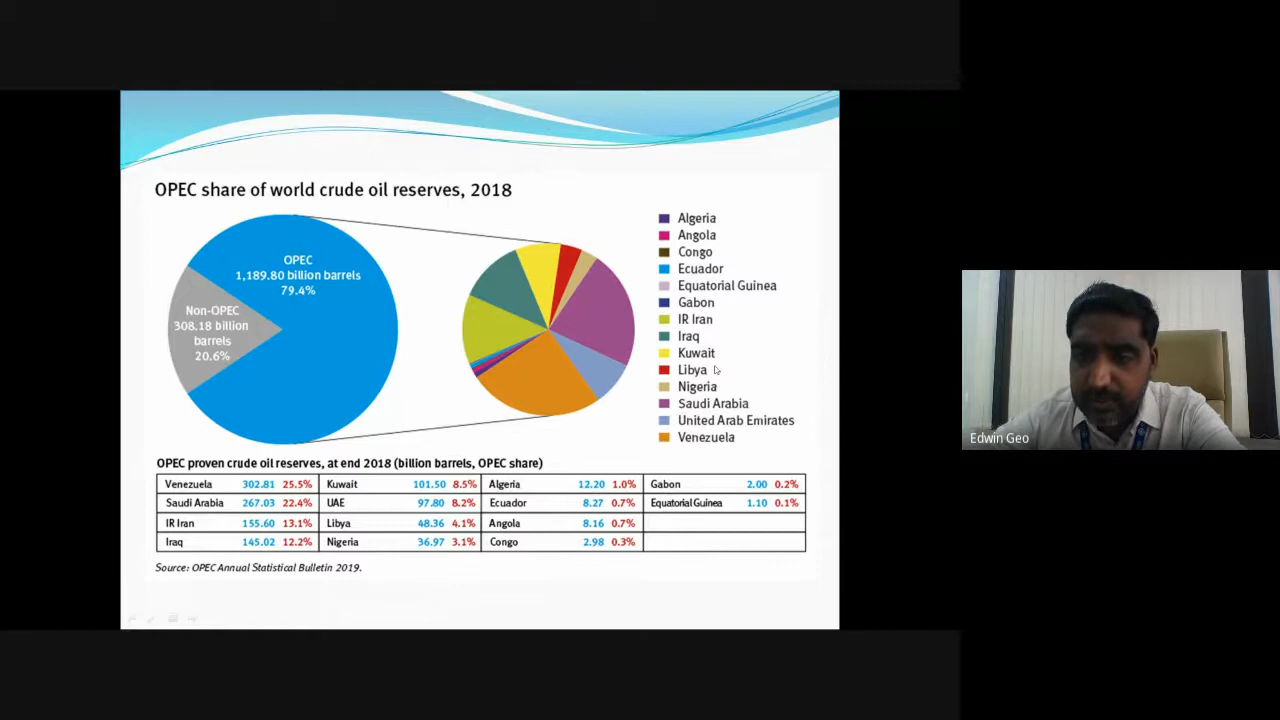 OPEC share of world crude oil reserves, 2018
OPEC
1,189.80 billion barrels
79.4%
Non-OPEC
308.18 billion
barrels
20.6%
Algeria
Angola
Congo
Ecuador
Equatorial Guinea
Gabon
IR Iran
Iraq
Kuwait
Libya
Nigeria
Saudi Arabia
United Arab Emirates
Venezuela
OPEC proven crude oil reserves, at end 2018 (billion barrels, OPEC share)
Venezuela 302.81 25.5% Kuwait 101.50 8.5% Algeria 12.20 1.0% Gabon 2.00 0.2%
Saudi Arabia 267.03 22.4% UAE 97.80 8.2% Ecuador 8.27 0.7% Equatorial Guinea 1.10 0.1%
IR Iran 155.60 13.1% Libya 48.36 4.1% Angola 8.16 0.7%
Iraq 145.02 12.2% Nigeria 36.97 3.1% Congo 2.98 0.3%
Source: OPEC Annual Statistical Bulletin 2019.
Edwin Geo